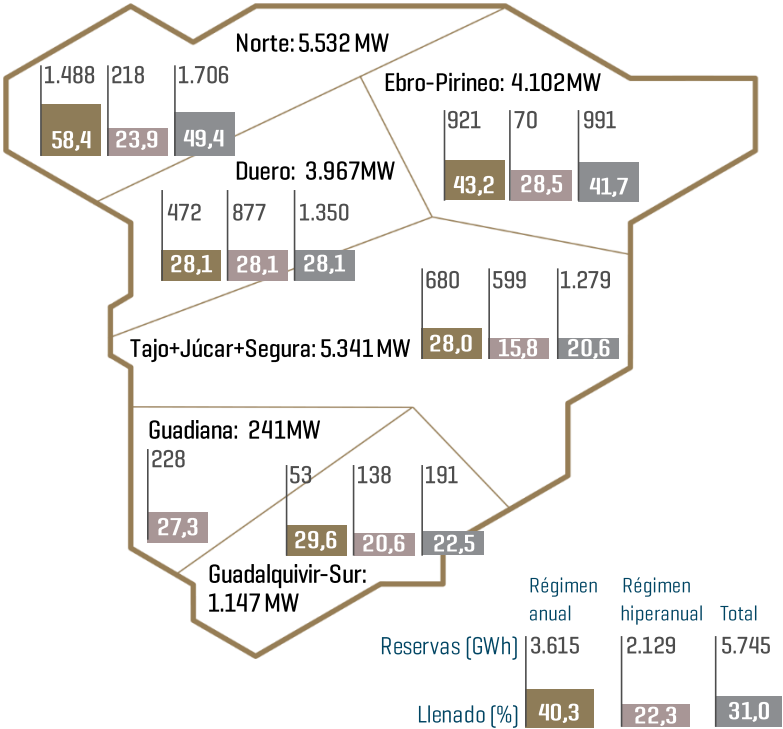 Norte: 5.532 MW
1.488 218 1.706
58,4 23,9 49,4
Ebro-Pirineo: 4.102MW
921 70 991
43,2 28,5 41,7
Duero: 3.967MW
472 877 1.350
28,1 28,1 28,1
680 599 1.279
28,0 15,8 20,6
Tajo+Júcar+Segura: 5.341 MW
Guadiana: 241MW
228
27,3
53 138 191
29,6 20,6 22,5
Guadalquivir-Sur:
1.147 MW
Régimen Régimen
anual hiperanual Total
Reservas (GWh) 3.615 2.129 5.745
Llenado (%) 40,3 22,3 31,0